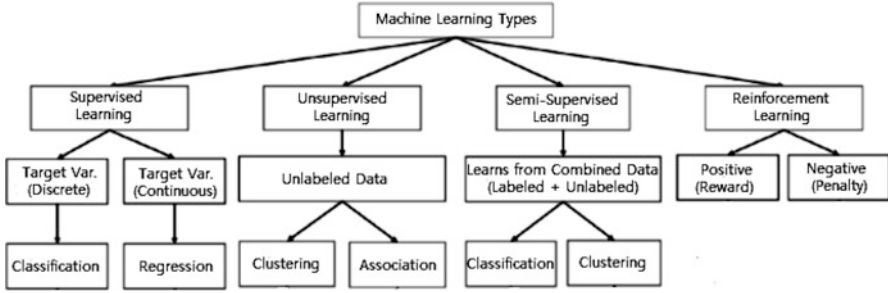 Machine Learning Types
Supervised
Learning
Unsupervised
Learning
Semi-Supervised
Learning
Reinforcement
Learning
Target Var.
(Discrete)
Target Var.
(Continuous)
Unlabeled Data
Learns from Combined Data
(Labeled + Unlabeled)
Positive
(Reward)
Negative
(Penalty)
Classification
Regression
Clustering
Association
Classification
Clustering